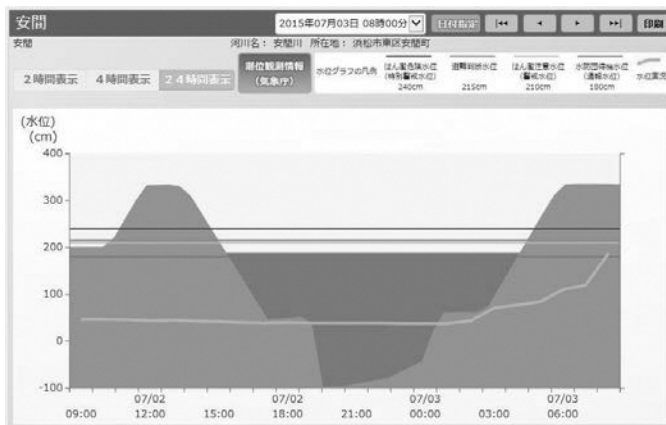 安間
2015年07月03日 08時00分
日付指定
印刷
安間
河川名： 安間川 所在地： 浜松市東区安間町
2時間表示
4時間表示
24時間表示
潮位観測情報
(気象庁)
水位グラフの凡例
はん濫危険水位
(特別警戒水位)
240cm
避難判断水位
215cm
はん濫注意水位
(警戒水位)
210cm
水防団待機水位
(通報水位)
180cm
(水位)
(cm)
400
300
200
100
0
-100
07/02
07/02
07/03
07/03
09:00
12:00
15:00
18:00
21:00
00:00
03:00
06:00